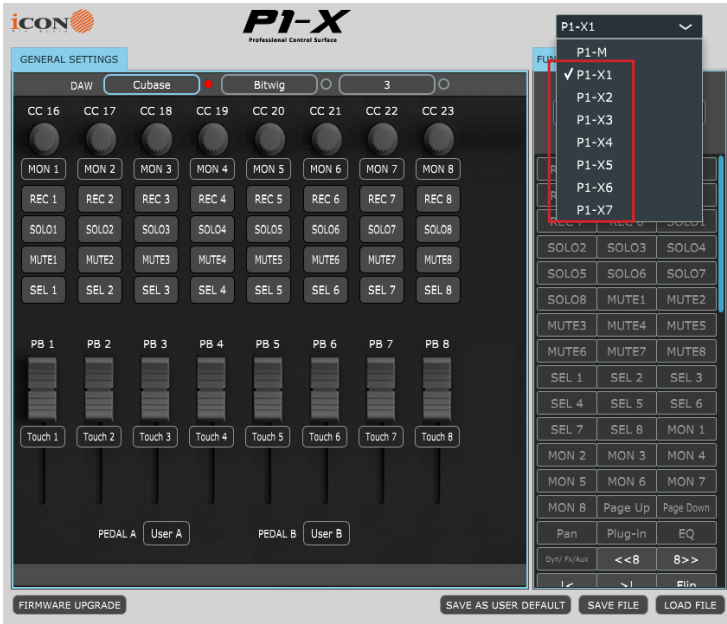 icon
P1-X
Professional Control Surface
P1-X1
P1-M
✓ P1-X1
P1-X2
P1-X3
P1-X4
P1-X5
P1-X6
P1-X7
GENERAL SETTINGS
DAW Cubase Bitwig 3
CC 16 CC 17 CC 18 CC 19 CC 20 CC 21 CC 22 CC 23
MON 1 MON 2 MON 3 MON 4 MON 5 MON 6 MON 7 MON 8
REC 1 REC 2 REC 3 REC 4 REC 5 REC 6 REC 7 REC 8
SOLO1 SOLO2 SOLO3 SOLO4 SOLO5 SOLO6 SOLO7 SOLO8
MUTE1 MUTE2 MUTE3 MUTE4 MUTE5 MUTE6 MUTE7 MUTE8
SEL 1 SEL 2 SEL 3 SEL 4 SEL 5 SEL 6 SEL 7 SEL 8
PB 1 PB 2 PB 3 PB 4 PB 5 PB 6 PB 7 PB 8
Touch 1 Touch 2 Touch 3 Touch 4 Touch 5 Touch 6 Touch 7 Touch 8
PEDAL A User A PEDAL B User B
FUN
REC 7 REC 8 SOLO1
SOLO2 SOLO3 SOLO4
SOLO5 SOLO6 SOLO7
SOLO8 MUTE1 MUTE2
MUTE3 MUTE4 MUTE5
MUTE6 MUTE7 MUTE8
SEL 1 SEL 2 SEL 3
SEL 4 SEL 5 SEL 6
SEL 7 SEL 8 MON 1
MON 2 MON 3 MON 4
MON 5 MON 6 MON 7
MON 8 Page Up Page Down
Pan Plug-in EQ
Dyn/ Fx/Aux <<8 8>>
|< >| Flip
FIRMWARE UPGRADE SAVE AS USER DEFAULT SAVE FILE LOAD FILE